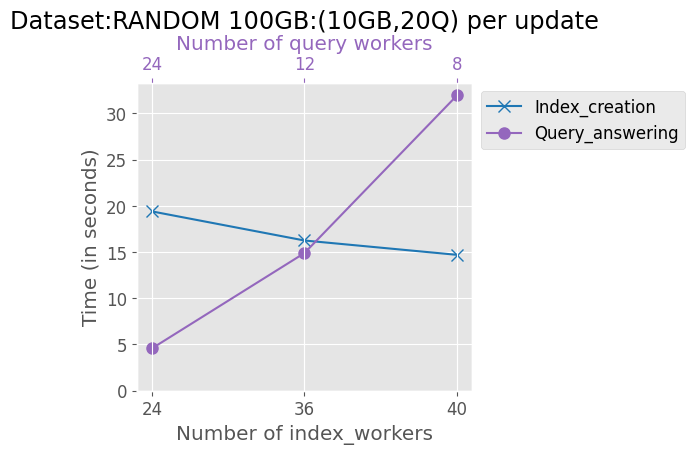 Dataset:RANDOM 100GB:(10GB,20Q) per update
Number of query workers
24 12 8
Index_creation
Query_answering
Time (in seconds)
30
25
20
15
10
5
0
24 36 40
Number of index_workers